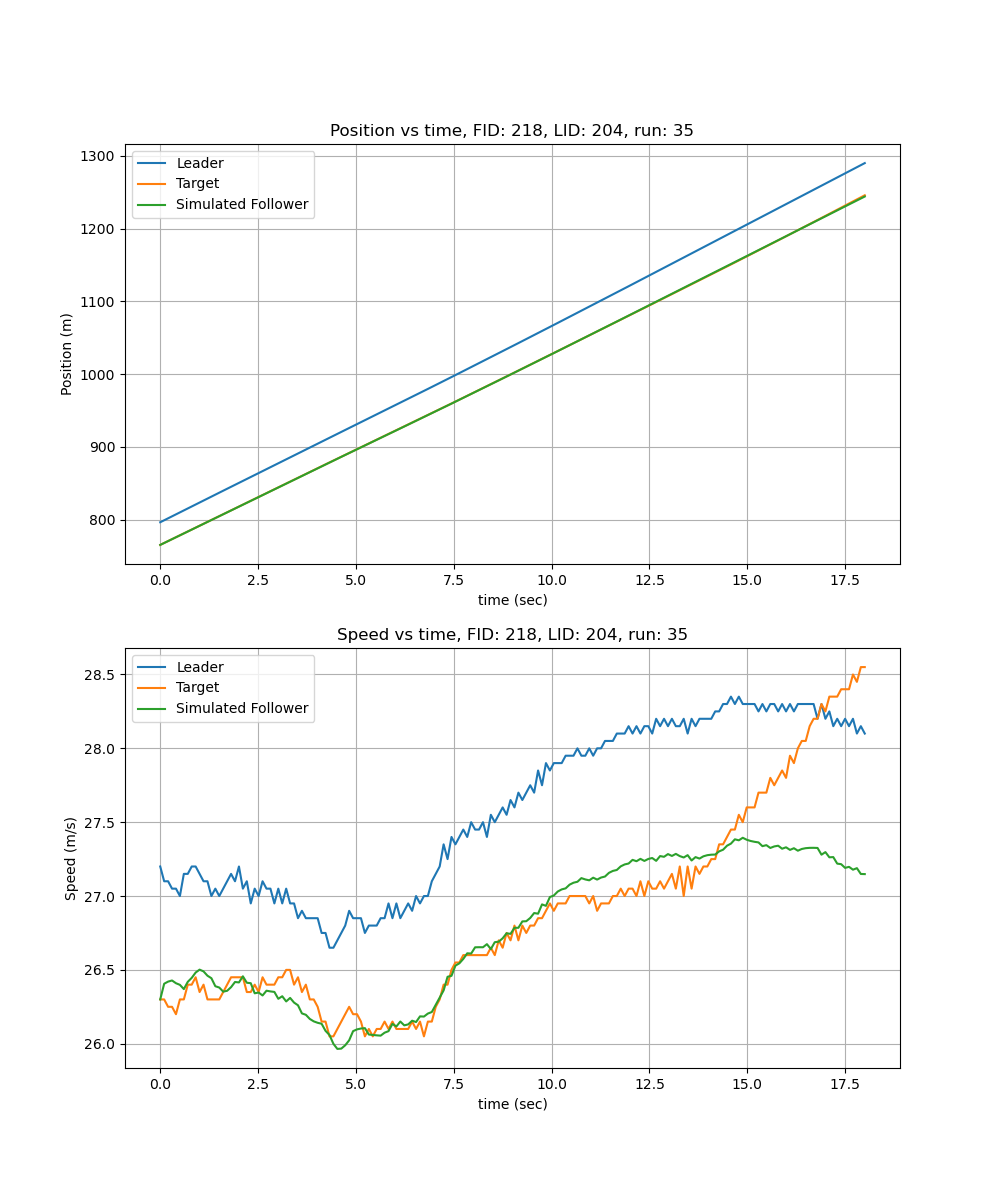 Position vs time, FID: 218, LID: 204, run: 35
Leader
Target
Simulated Follower
1300
1200
1100
1000
900
800
Position (m)
0.0 2.5 5.0 7.5 10.0 12.5 15.0 17.5
time (sec)
Speed vs time, FID: 218, LID: 204, run: 35
Leader
Target
Simulated Follower
28.5
28.0
27.5
27.0
26.5
26.0
Speed (m/s)
0.0 2.5 5.0 7.5 10.0 12.5 15.0 17.5
time (sec)